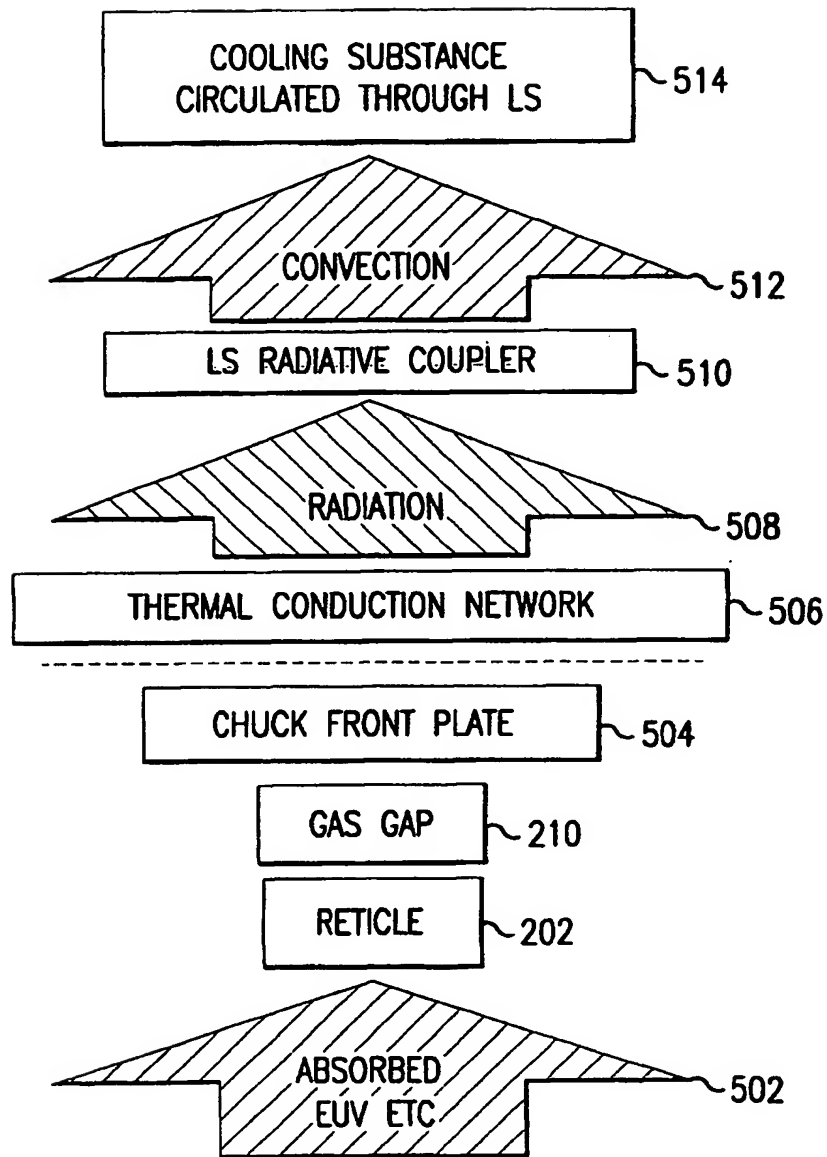 COOLING SUBSTANCE
CIRCULATED THROUGH LS
514
CONVECTION
512
LS RADIATIVE COUPLER
510
RADIATION
508
THERMAL CONDUCTION NETWORK
506
CHUCK FRONT PLATE
504
GAS GAP
210
RETICLE
202
ABSORBED
EUV ETC
502